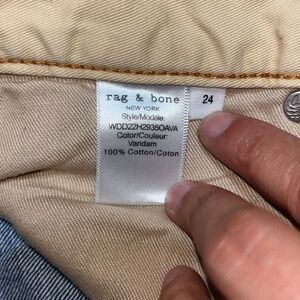 rag & bone
NEW YORK
Style/Modèle:
WDD22H2935OAVA
Color/Couleur:
Vandam
100% Cotton/Coton
24